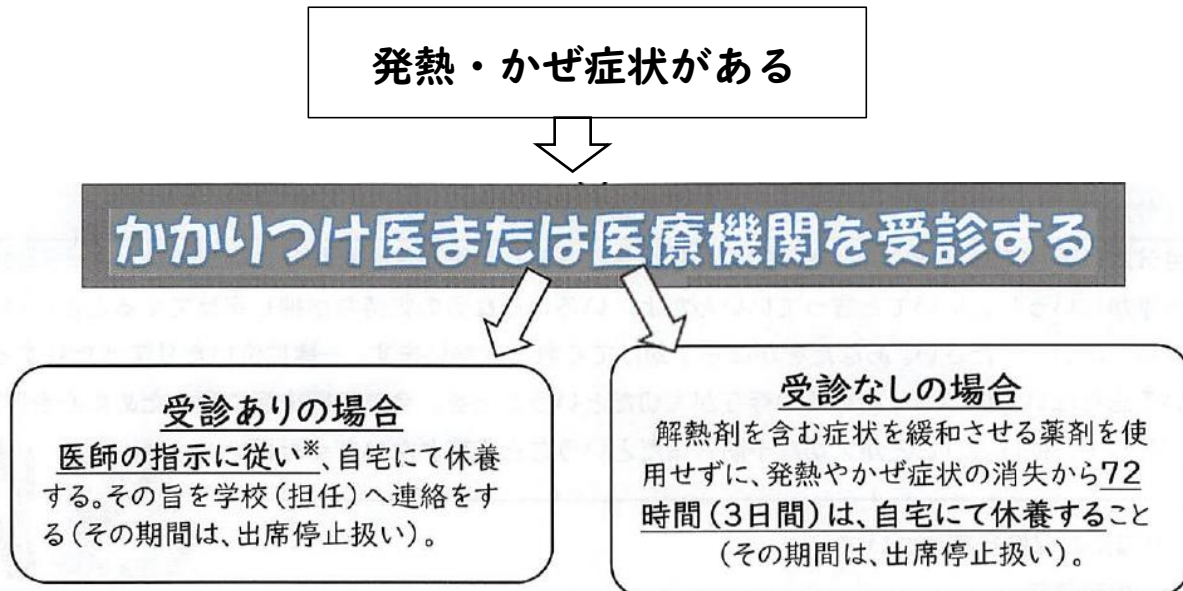 発熱・かぜ症状がある
かかりつけ医または医療機関を受診する
受診ありの場合
医師の指示に従い※、自宅にて休養
する。その旨を学校(担任)へ連絡をす
る(その期間は、出席停止扱い)。
受診なしの場合
解熱剤を含む症状を緩和させる薬剤を使
用せずに、発熱やかぜ症状の消失から72
時間(3日間)は、自宅にて休養すること
(その期間は、出席停止扱い)。